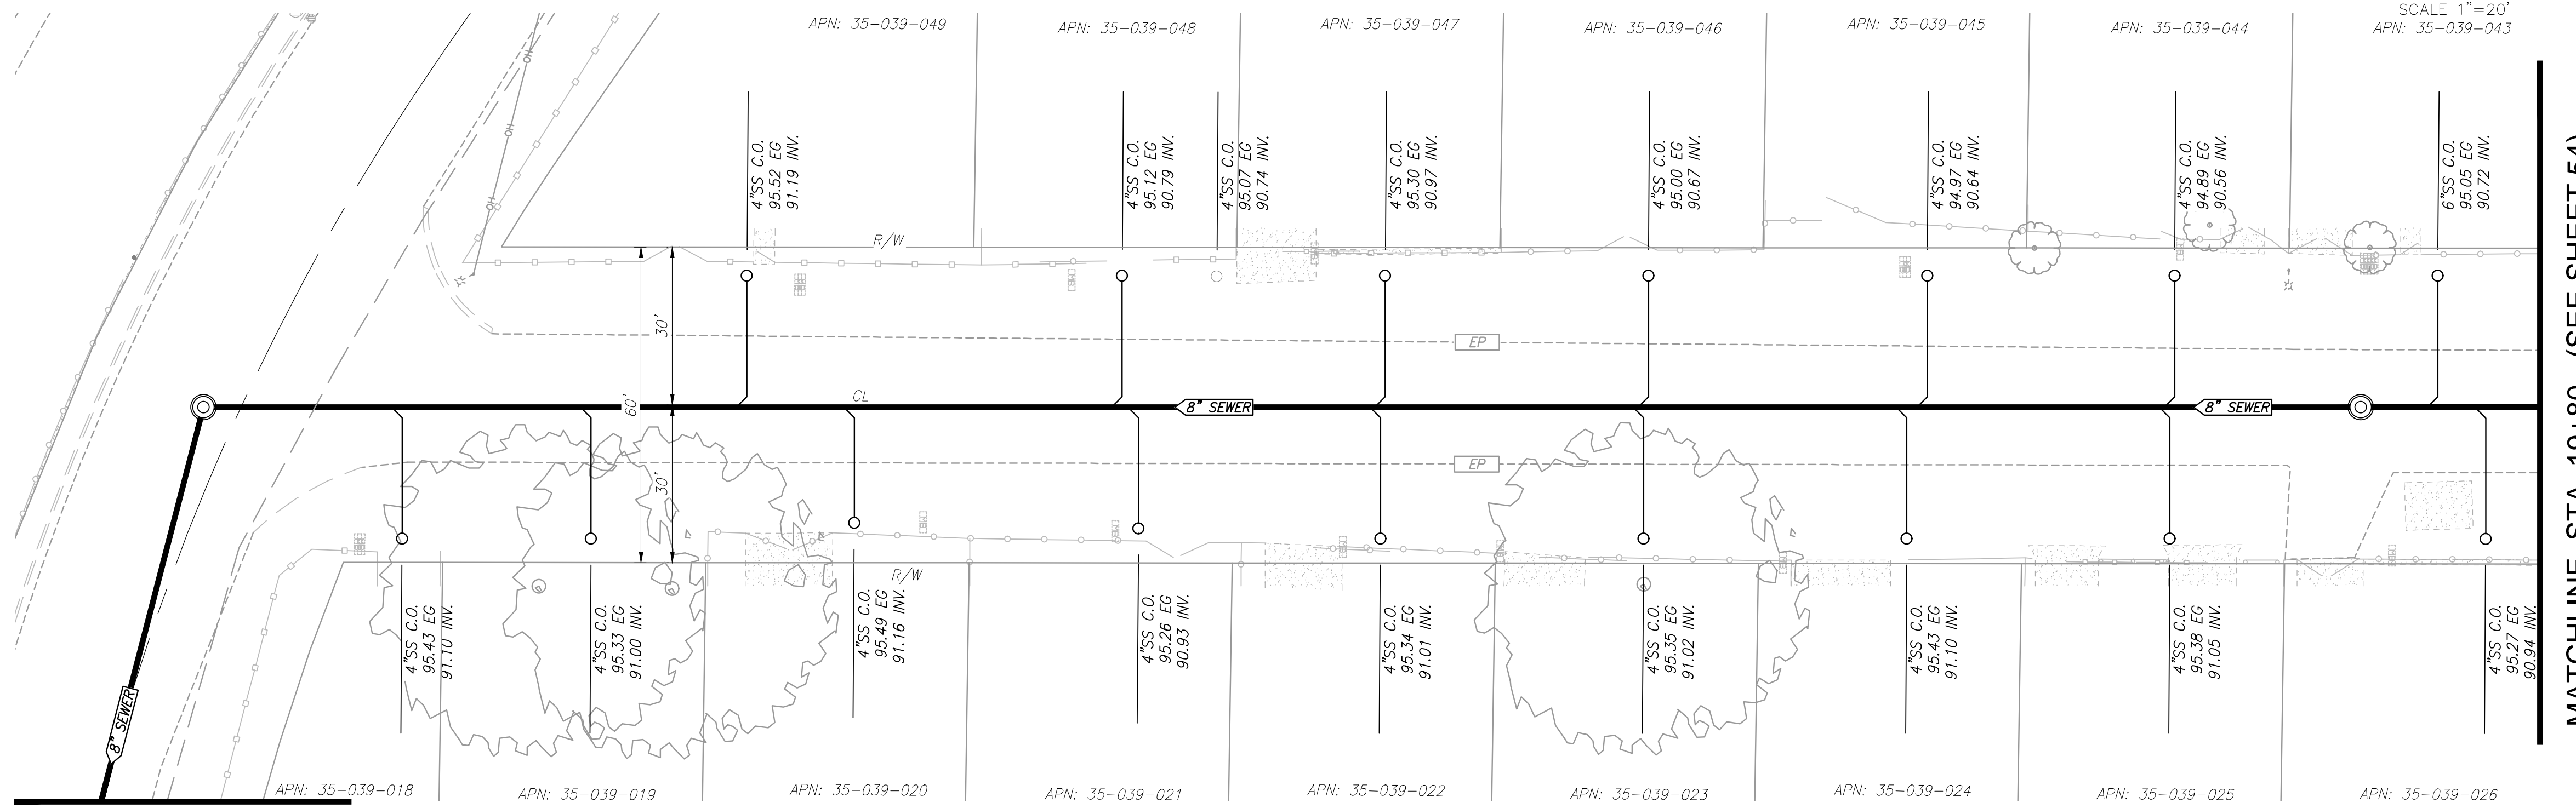 SCALE 1"=20'
APN: 35-039-049
APN: 35-039-048
APN: 35-039-047
APN: 35-039-046
APN: 35-039-045
APN: 35-039-044
APN: 35-039-043
4"SS C.O.
95.52 EG
91.19 INV.
4"SS C.O.
95.12 EG
90.79 INV.
4"SS C.O.
95.07 EG
90.74 INV.
4"SS C.O.
95.30 EG
90.97 INV.
4"SS C.O.
95.00 EG
90.67 INV.
4"SS C.O.
94.97 EG
90.64 INV.
4"SS C.O.
94.89 EG
90.56 INV.
6"SS C.O.
95.05 EG
90.72 INV.
OH
OH
OH
R/W
30'
60'
EP
CL
8" SEWER
8" SEWER
EP
30'
R/W
8" SEWER
4"SS C.O.
95.43 EG
91.10 INV.
4"SS C.O.
95.33 EG
91.00 INV.
4"SS C.O.
95.49 EG
91.16 INV.
4"SS C.O.
95.26 EG
90.93 INV.
4"SS C.O.
95.34 EG
91.01 INV.
4"SS C.O.
95.35 EG
91.02 INV.
4"SS C.O.
95.43 EG
91.10 INV.
4"SS C.O.
95.38 EG
91.05 INV.
4"SS C.O.
95.27 EG
90.94 INV.
APN: 35-039-018
APN: 35-039-019
APN: 35-039-020
APN: 35-039-021
APN: 35-039-022
APN: 35-039-023
APN: 35-039-024
APN: 35-039-025
APN: 35-039-026
MATCHLINE STA (SEE SHEET 54)